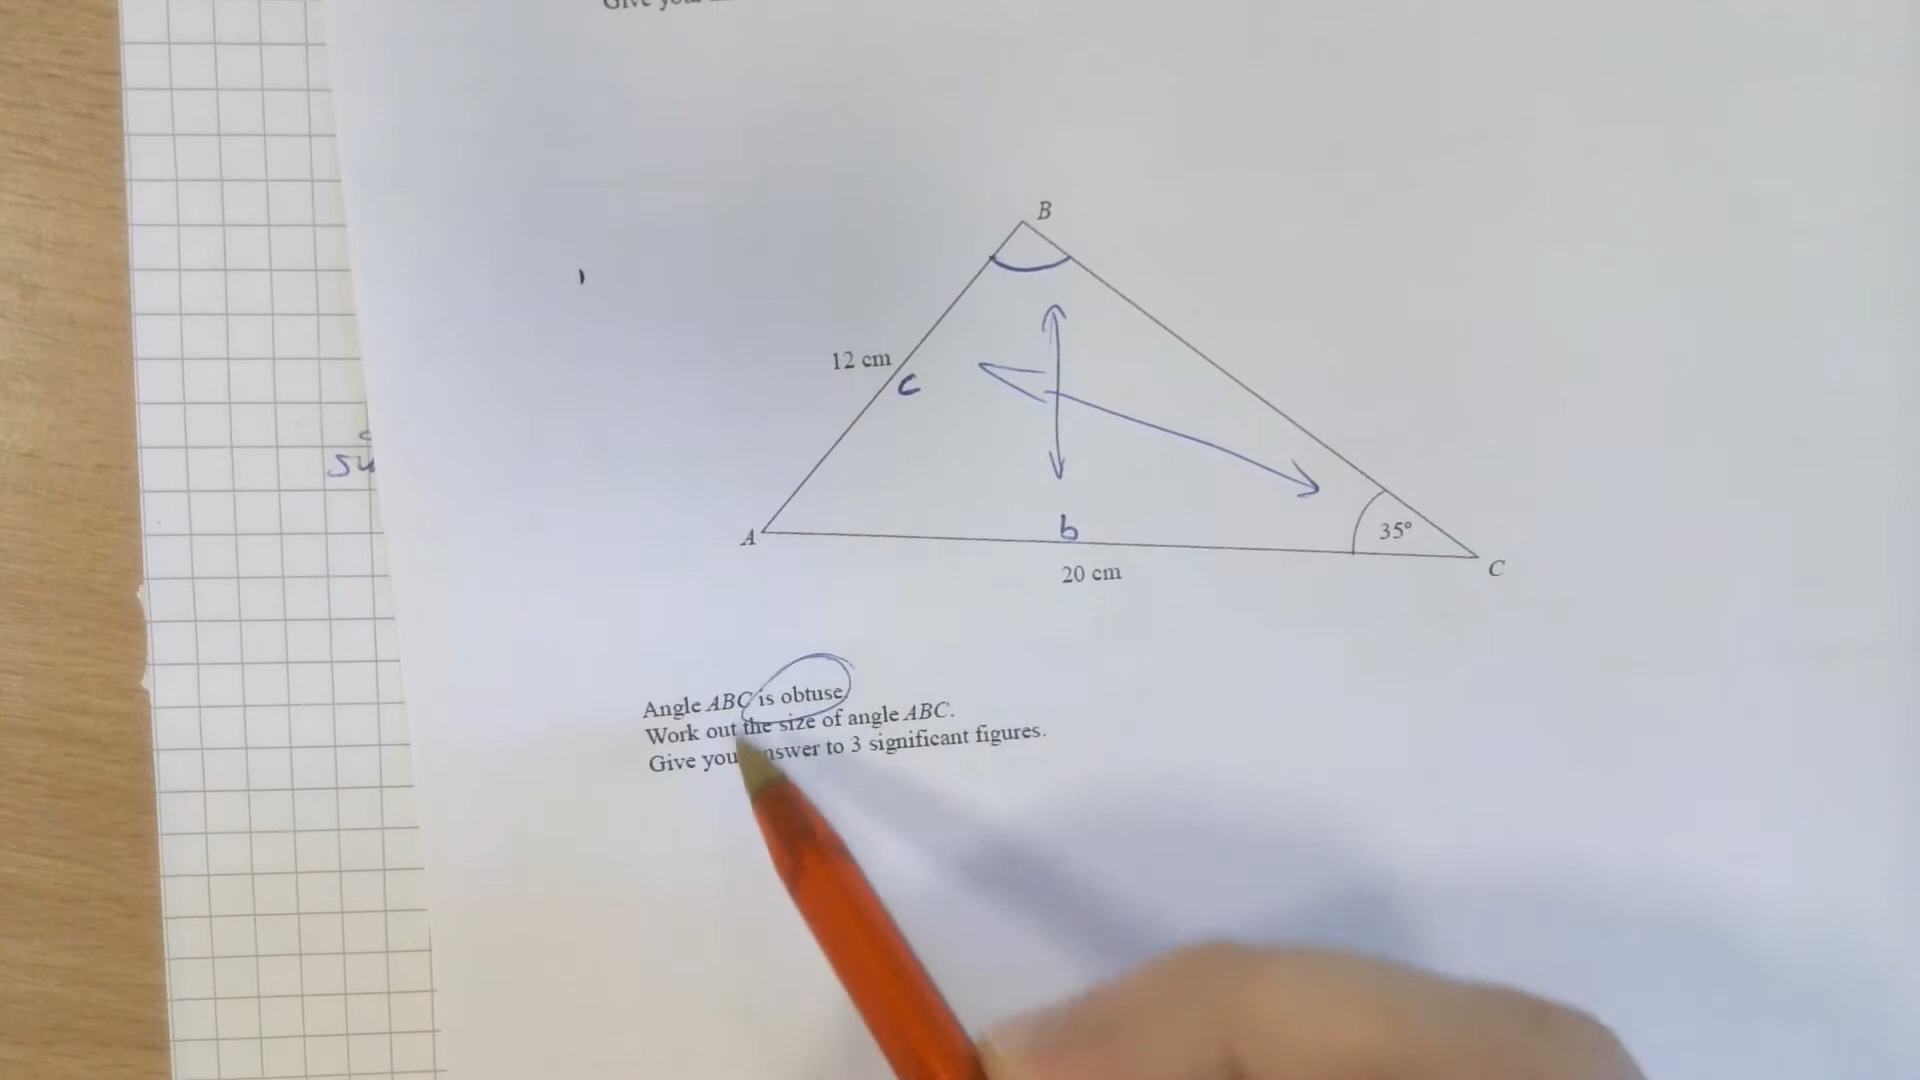 B
12 cm
c
A
b
35°
20 cm
C
Angle ABC is obtuse
Work out the size of angle ABC.
Give answer to 3 significant figures.